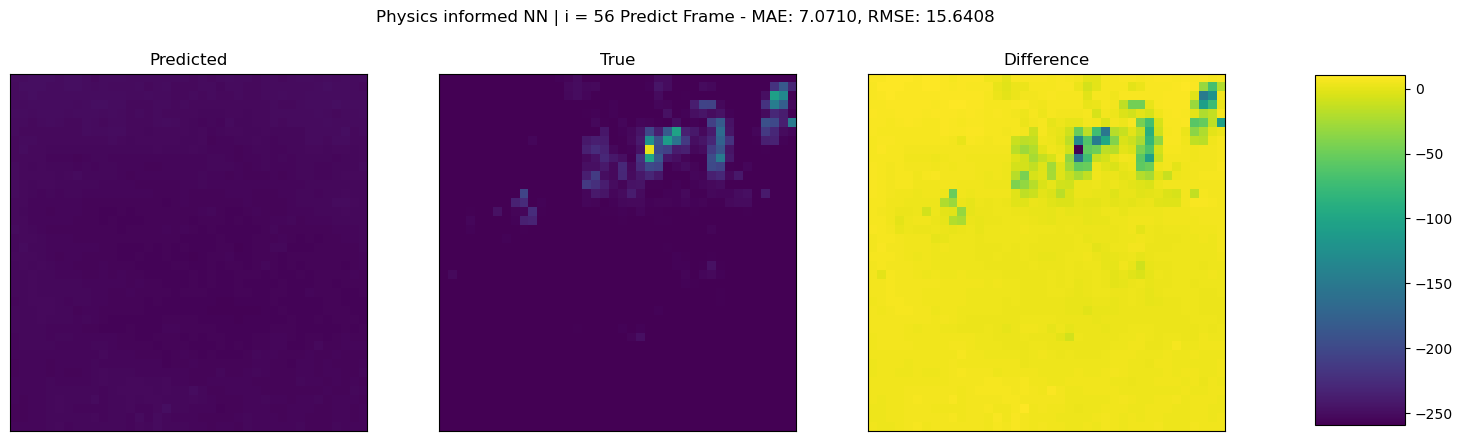 Physics informed NN | i = 56 Predict Frame - MAE: 7.0710, RMSE: 15.6408
Predicted
True
Difference
0
−50
−100
−150
−200
−250